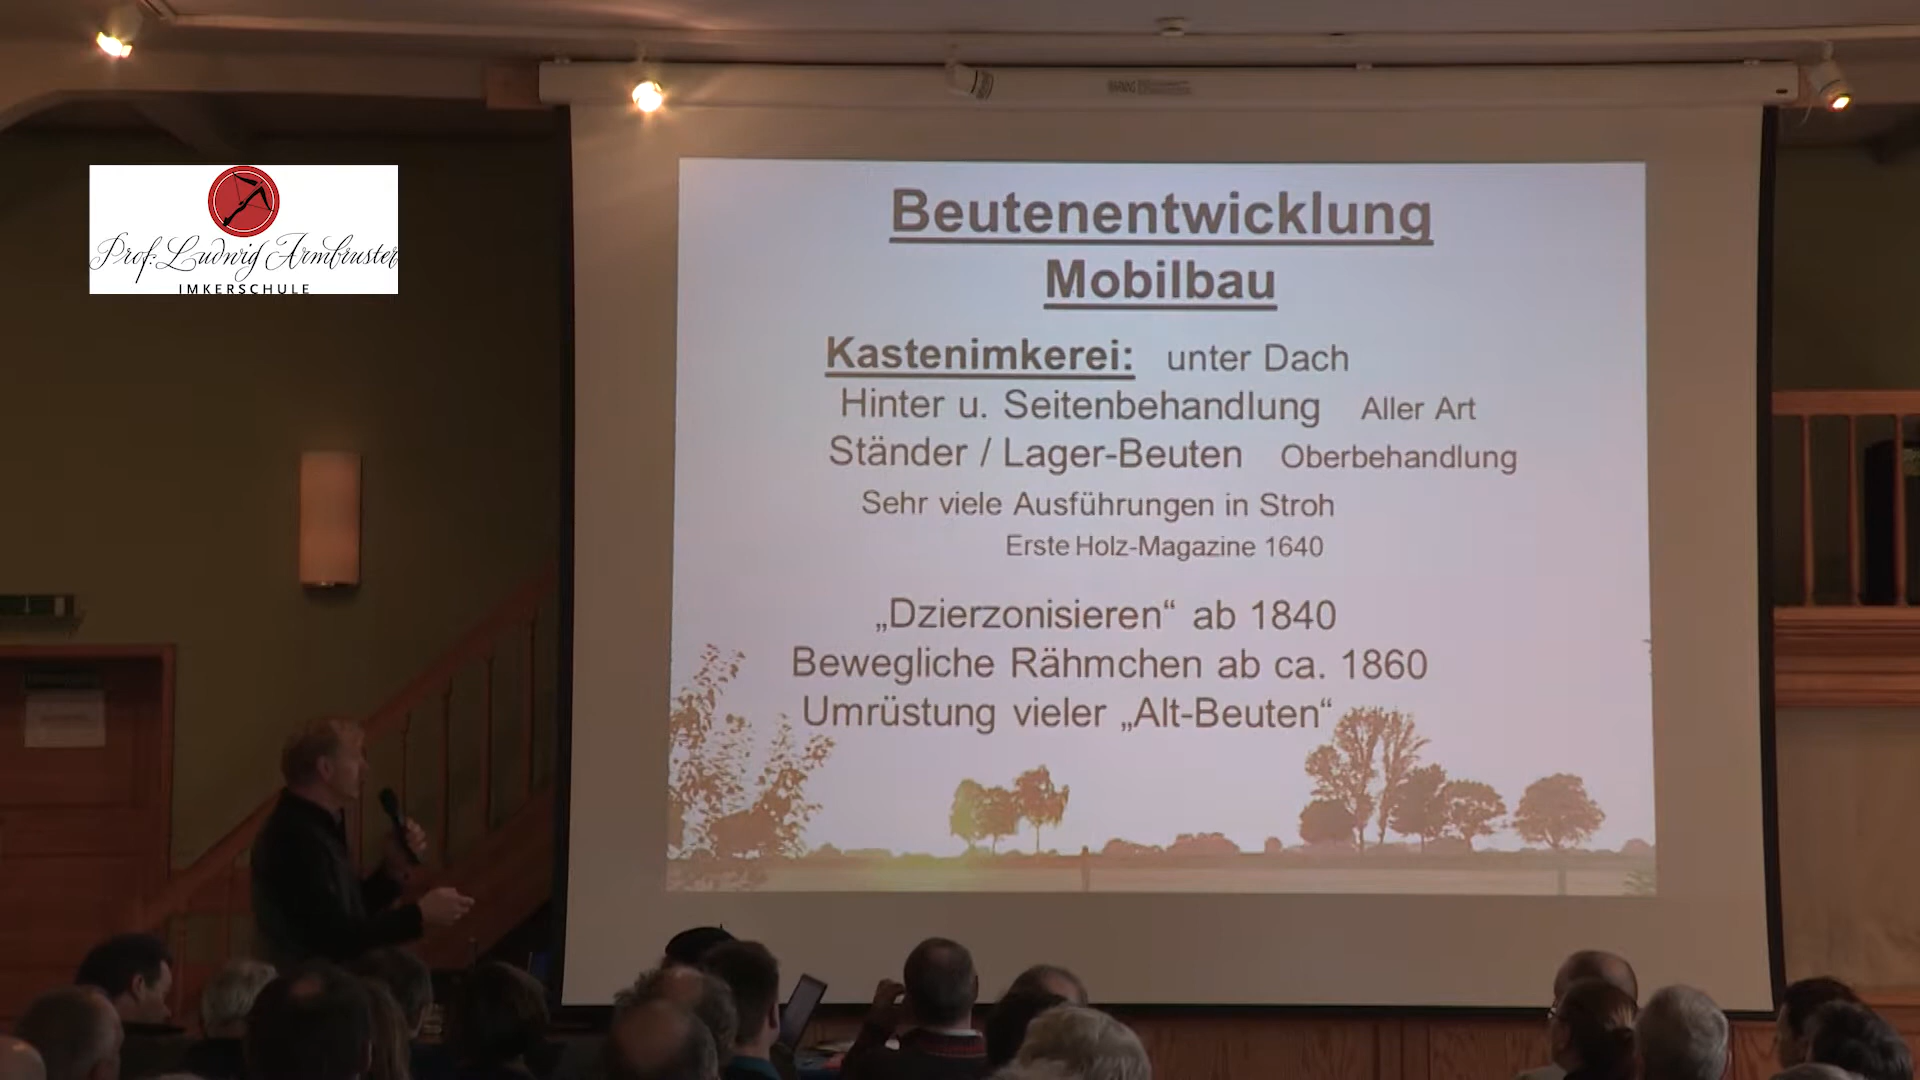 Prof. Ludwig Armbruster
IMKERSCHULE
Beutenentwicklung
Mobilbau
Kastenimkerei: unter Dach
Hinter u. Seitenbehandlung Aller Art
Ständer / Lager-Beuten Oberbehandlung
Sehr viele Ausführungen in Stroh
Erste Holz-Magazine 1640
„Dzierzonisieren“ ab 1840
Bewegliche Rähmchen ab ca. 1860
Umrüstung vieler „Alt-Beuten“